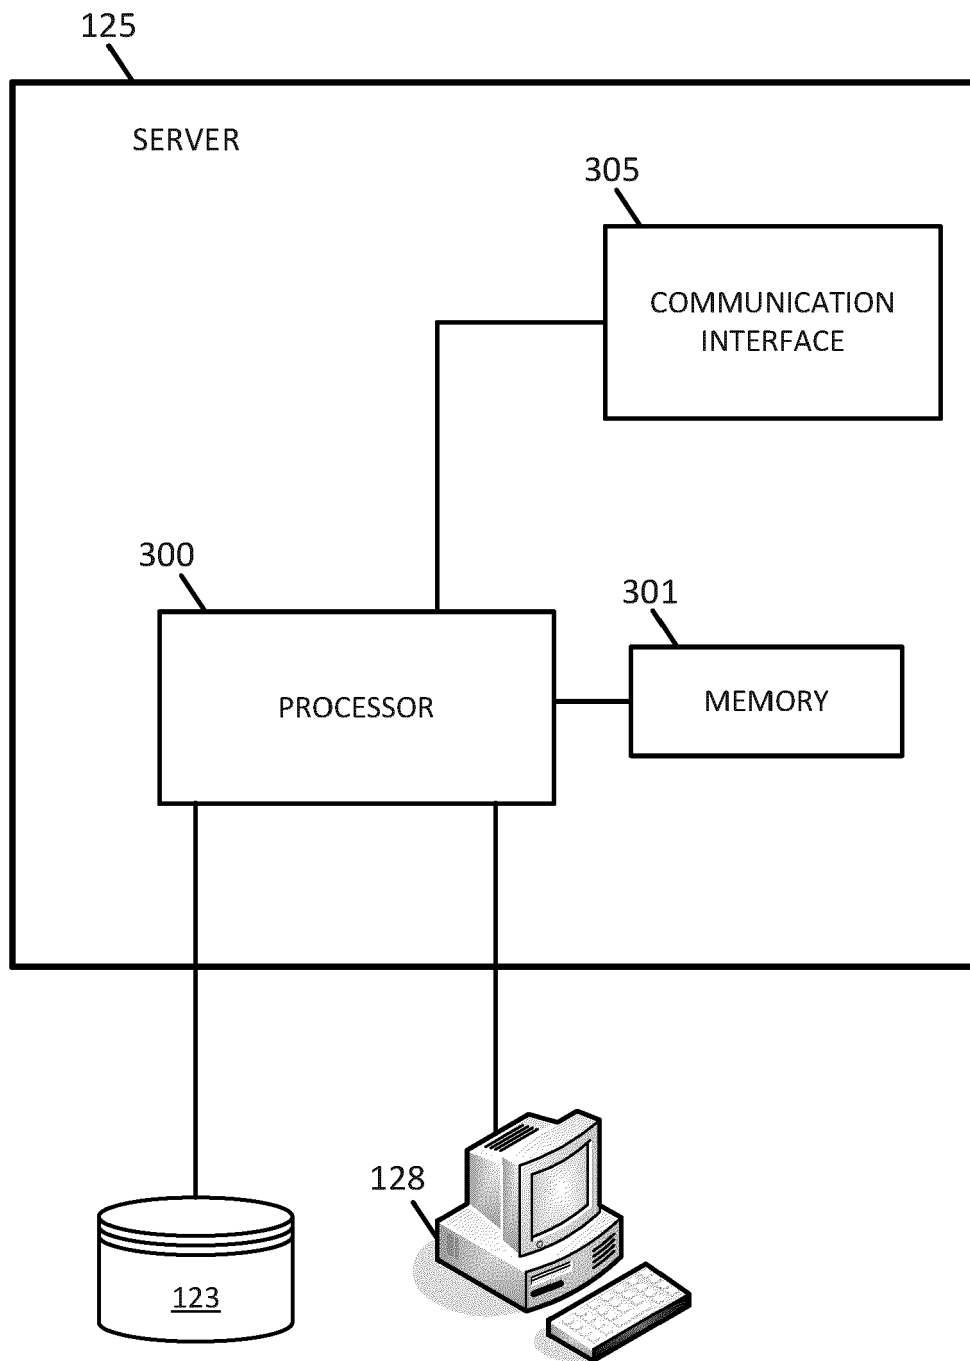 125
SERVER
305
COMMUNICATION
INTERFACE
300
301
PROCESSOR
MEMORY
128
123